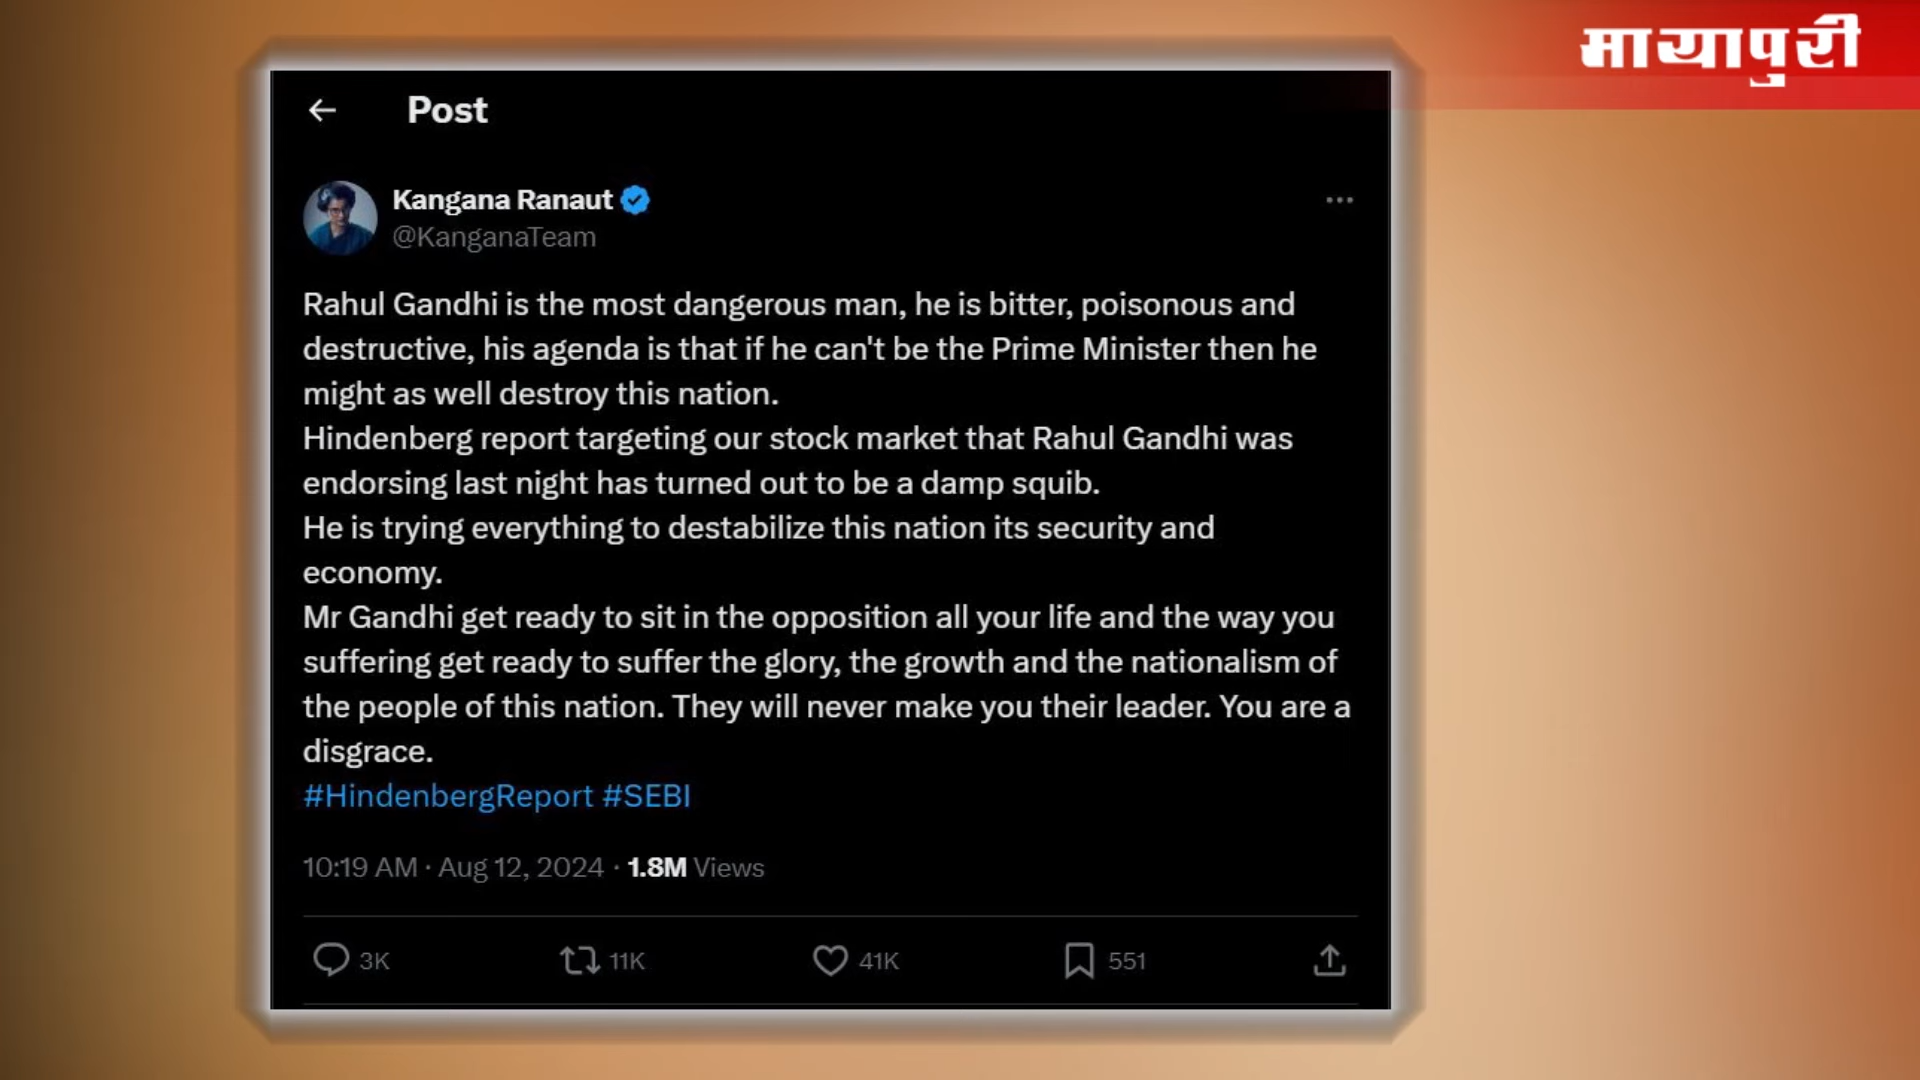 मायापुरी
Post
Kangana Ranaut
@KanganaTeam
Rahul Gandhi is the most dangerous man, he is bitter, poisonous and
destructive, his agenda is that if he can't be the Prime Minister then he
might as well destroy this nation.
Hindenberg report targeting our stock market that Rahul Gandhi was
endorsing last night has turned out to be a damp squib.
He is trying everything to destabilize this nation its security and
economy.
Mr Gandhi get ready to sit in the opposition all your life and the way you
suffering get ready to suffer the glory, the growth and the nationalism of
the people of this nation. They will never make you their leader. You are a
disgrace.
#HindenbergReport #SEBI
10:19 AM · Aug 12, 2024 · 1.8M Views
3K 11K 41K 551